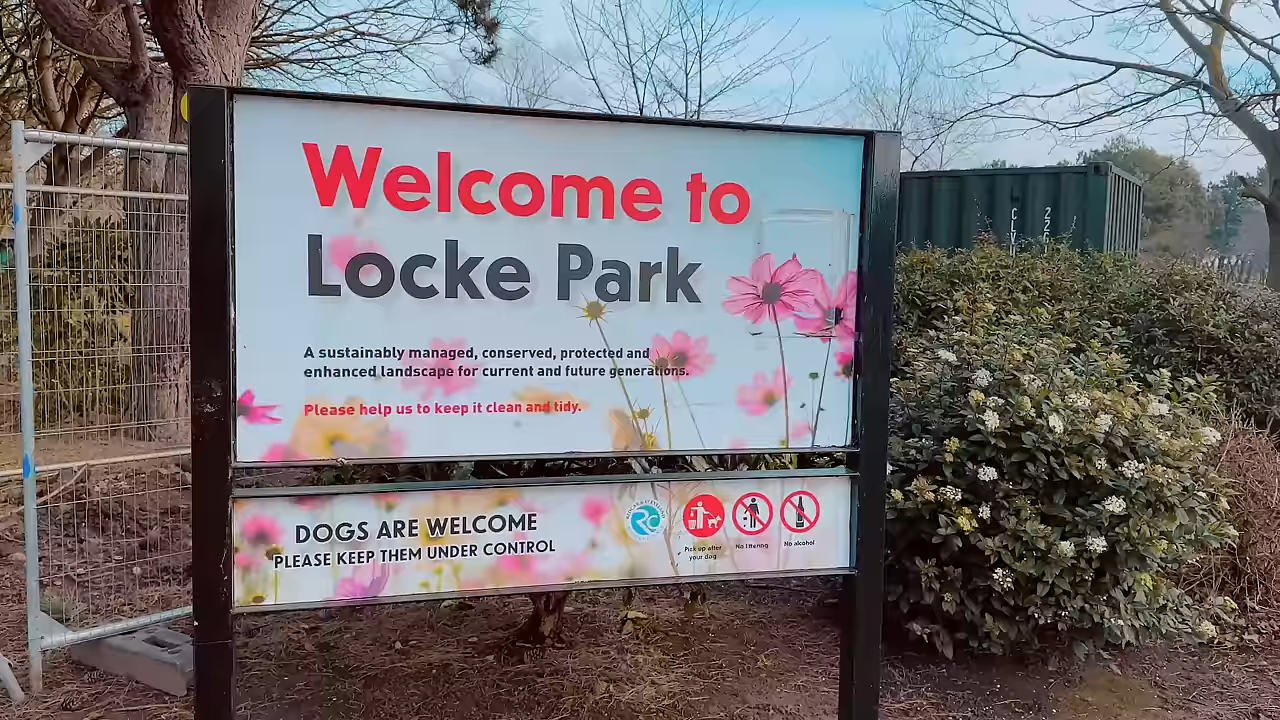 Welcome to
Locke Park
A sustainably managed, conserved, protected and
enhanced landscape for current and future generations.
Please help us to keep it clean and tidy.
DOGS ARE WELCOME
PLEASE KEEP THEM UNDER CONTROL
RC
Pick up after
your dog
No littering
No alcohol